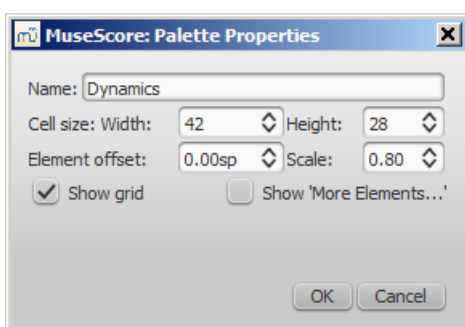 mű MuseScore: Palette Properties
Name: Dynamics
Cell size: Width: 42 Height: 28
Element offset: 0.00sp Scale: 0.80
Show grid Show 'More Elements...'
OK Cancel